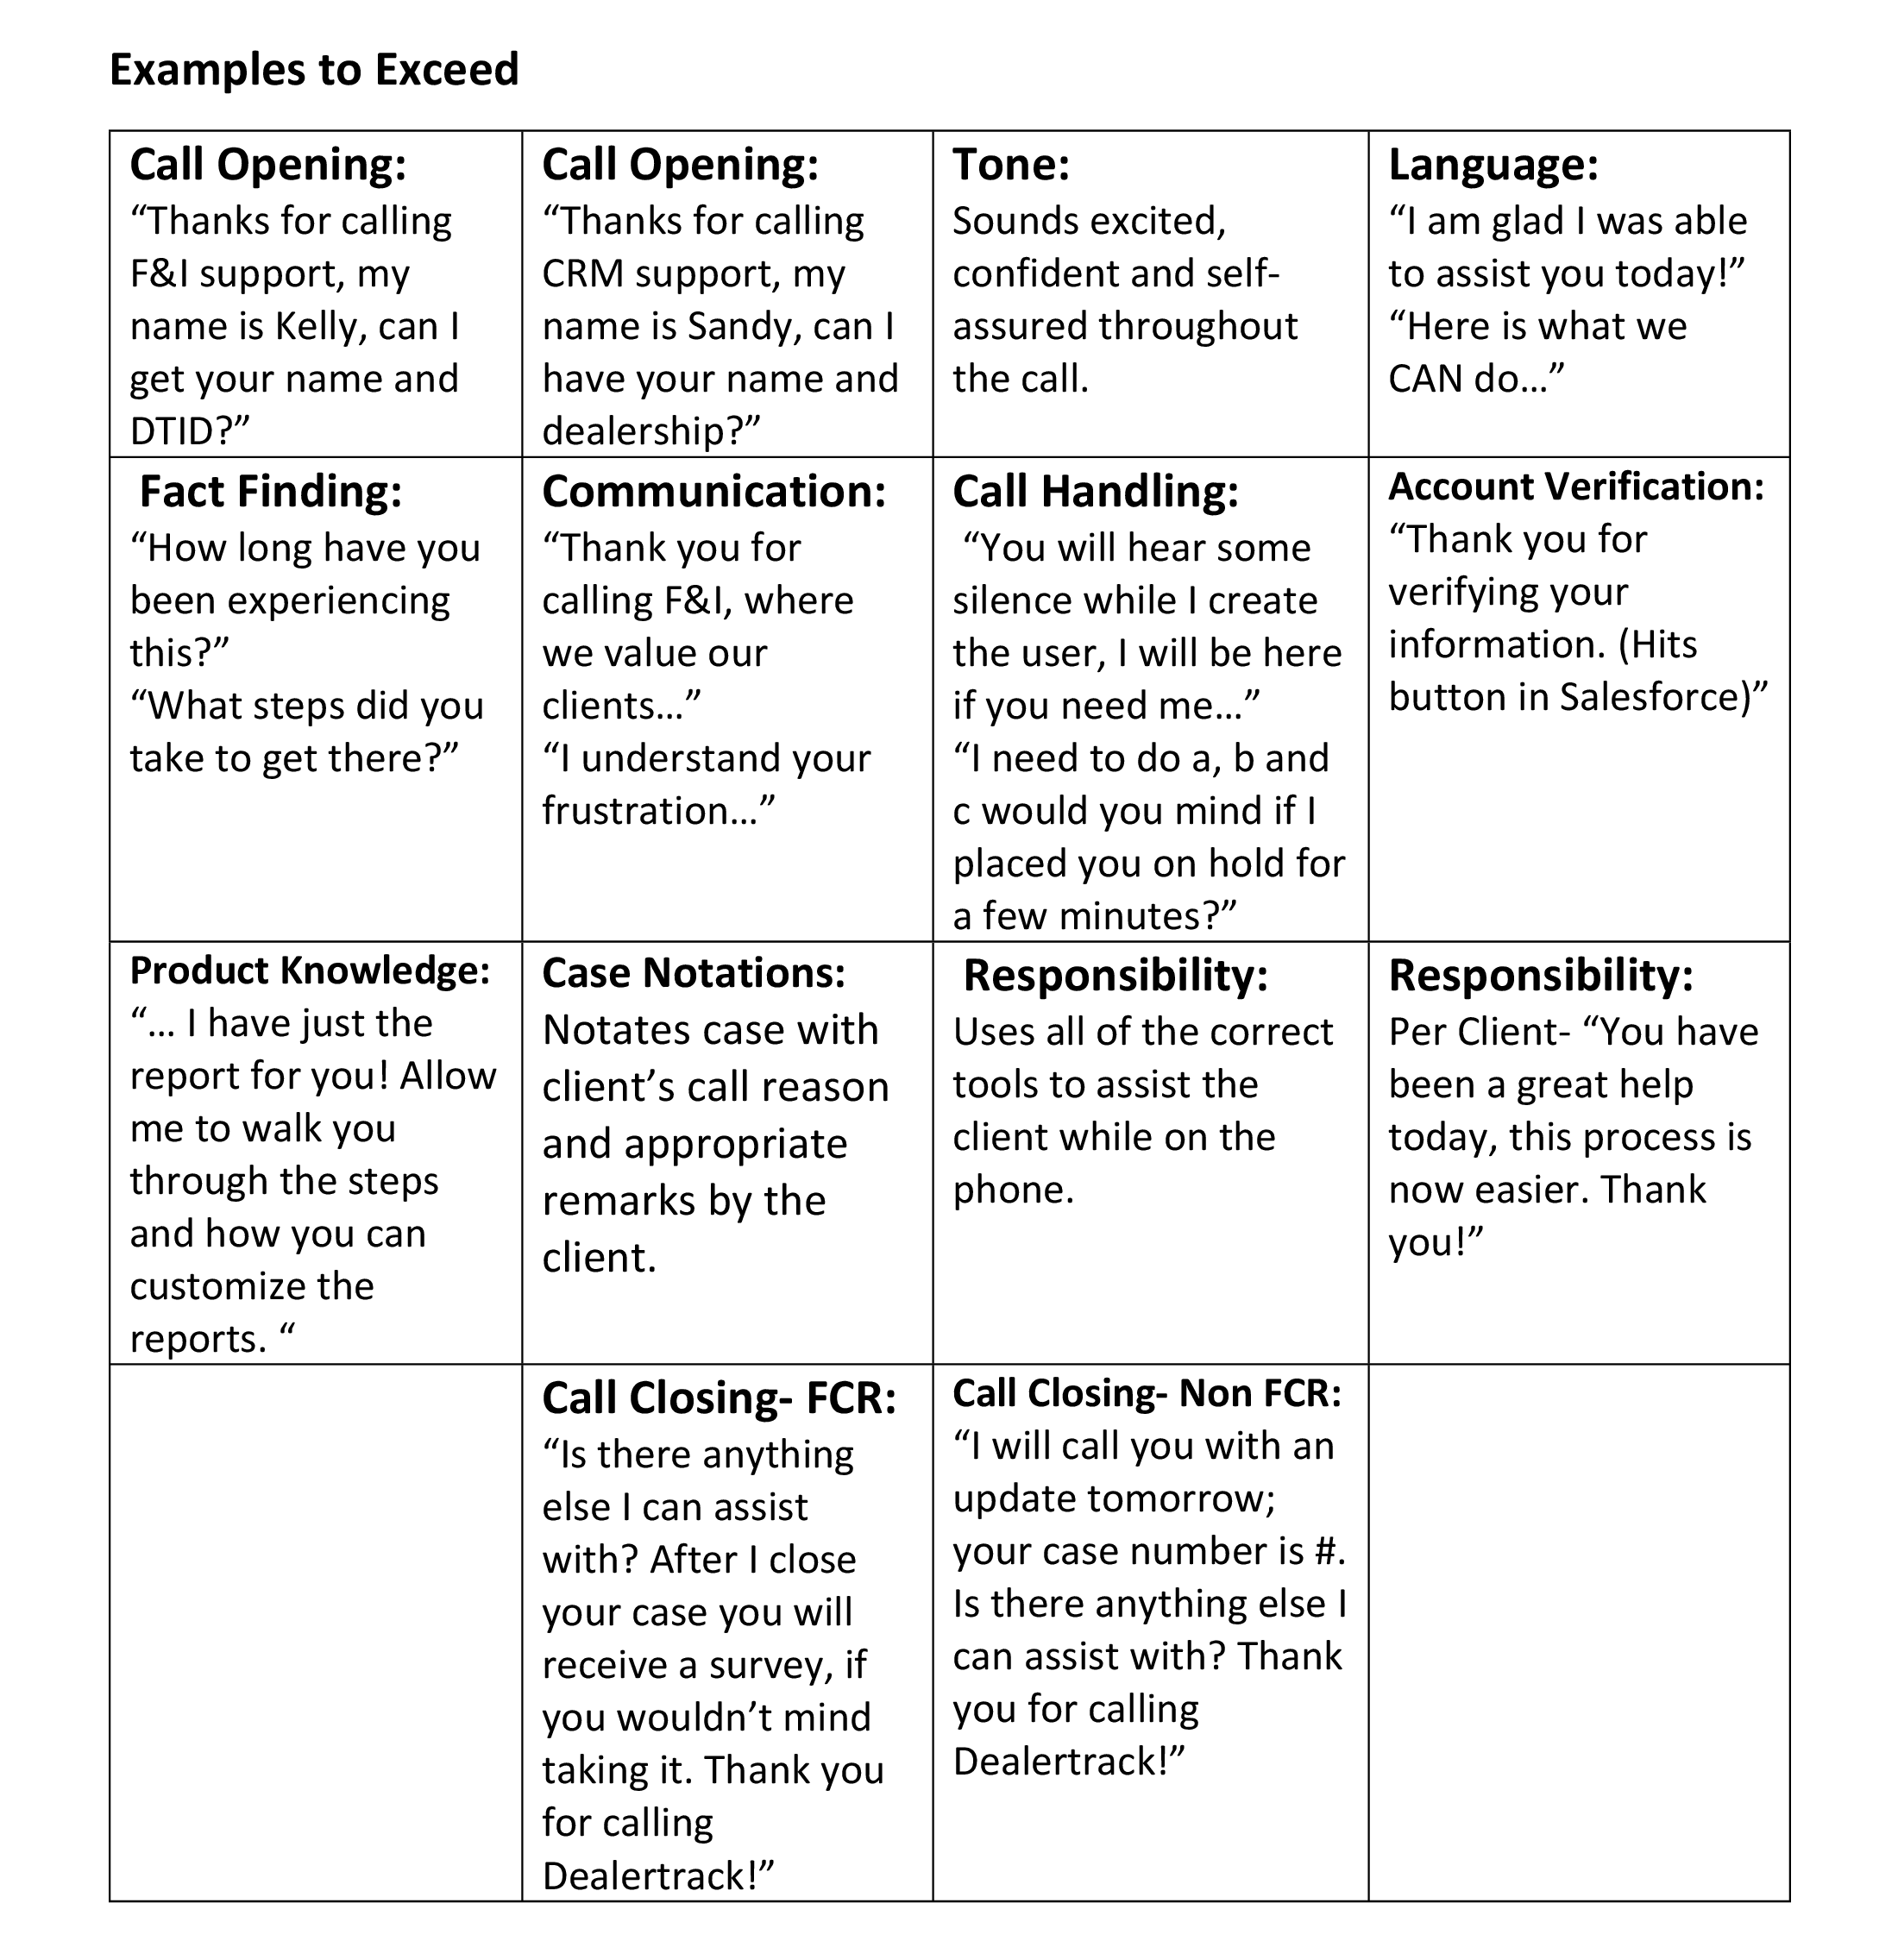 Examples to Exceed
Call Opening:
“Thanks for calling
F&I support, my
name is Kelly, can I
get your name and
DTID?”
Call Opening:
“Thanks for calling
CRM support, my
name is Sandy, can I
have your name and
dealership?”
Tone:
Sounds excited,
confident and self-
assured throughout
the call.
Language:
“I am glad I was able
to assist you today!”
“Here is what we
CAN do…”
Fact Finding:
“How long have you
been experiencing
this?”
“What steps did you
take to get there?”
Communication:
“Thank you for
calling F&I, where
we value our
clients…”
“I understand your
frustration…”
Call Handling:
“You will hear some
silence while I create
the user, I will be here
if you need me…”
“I need to do a, b and
c would you mind if I
placed you on hold for
a few minutes?”
Account Verification:
“Thank you for
verifying your
information. (Hits
button in Salesforce)”
Product Knowledge:
“… I have just the
report for you! Allow
me to walk you
through the steps
and how you can
customize the
reports. “
Case Notations:
Notates case with
client’s call reason
and appropriate
remarks by the
client.
Responsibility:
Uses all of the correct
tools to assist the
client while on the
phone.
Responsibility:
Per Client- “You have
been a great help
today, this process is
now easier. Thank
you!”
Call Closing- FCR:
“Is there anything
else I can assist
with? After I close
your case you will
receive a survey, if
you wouldn’t mind
taking it. Thank you
for calling
Dealertrack!”
Call Closing- Non FCR:
“I will call you with an
update tomorrow;
your case number is #.
Is there anything else I
can assist with? Thank
you for calling
Dealertrack!”